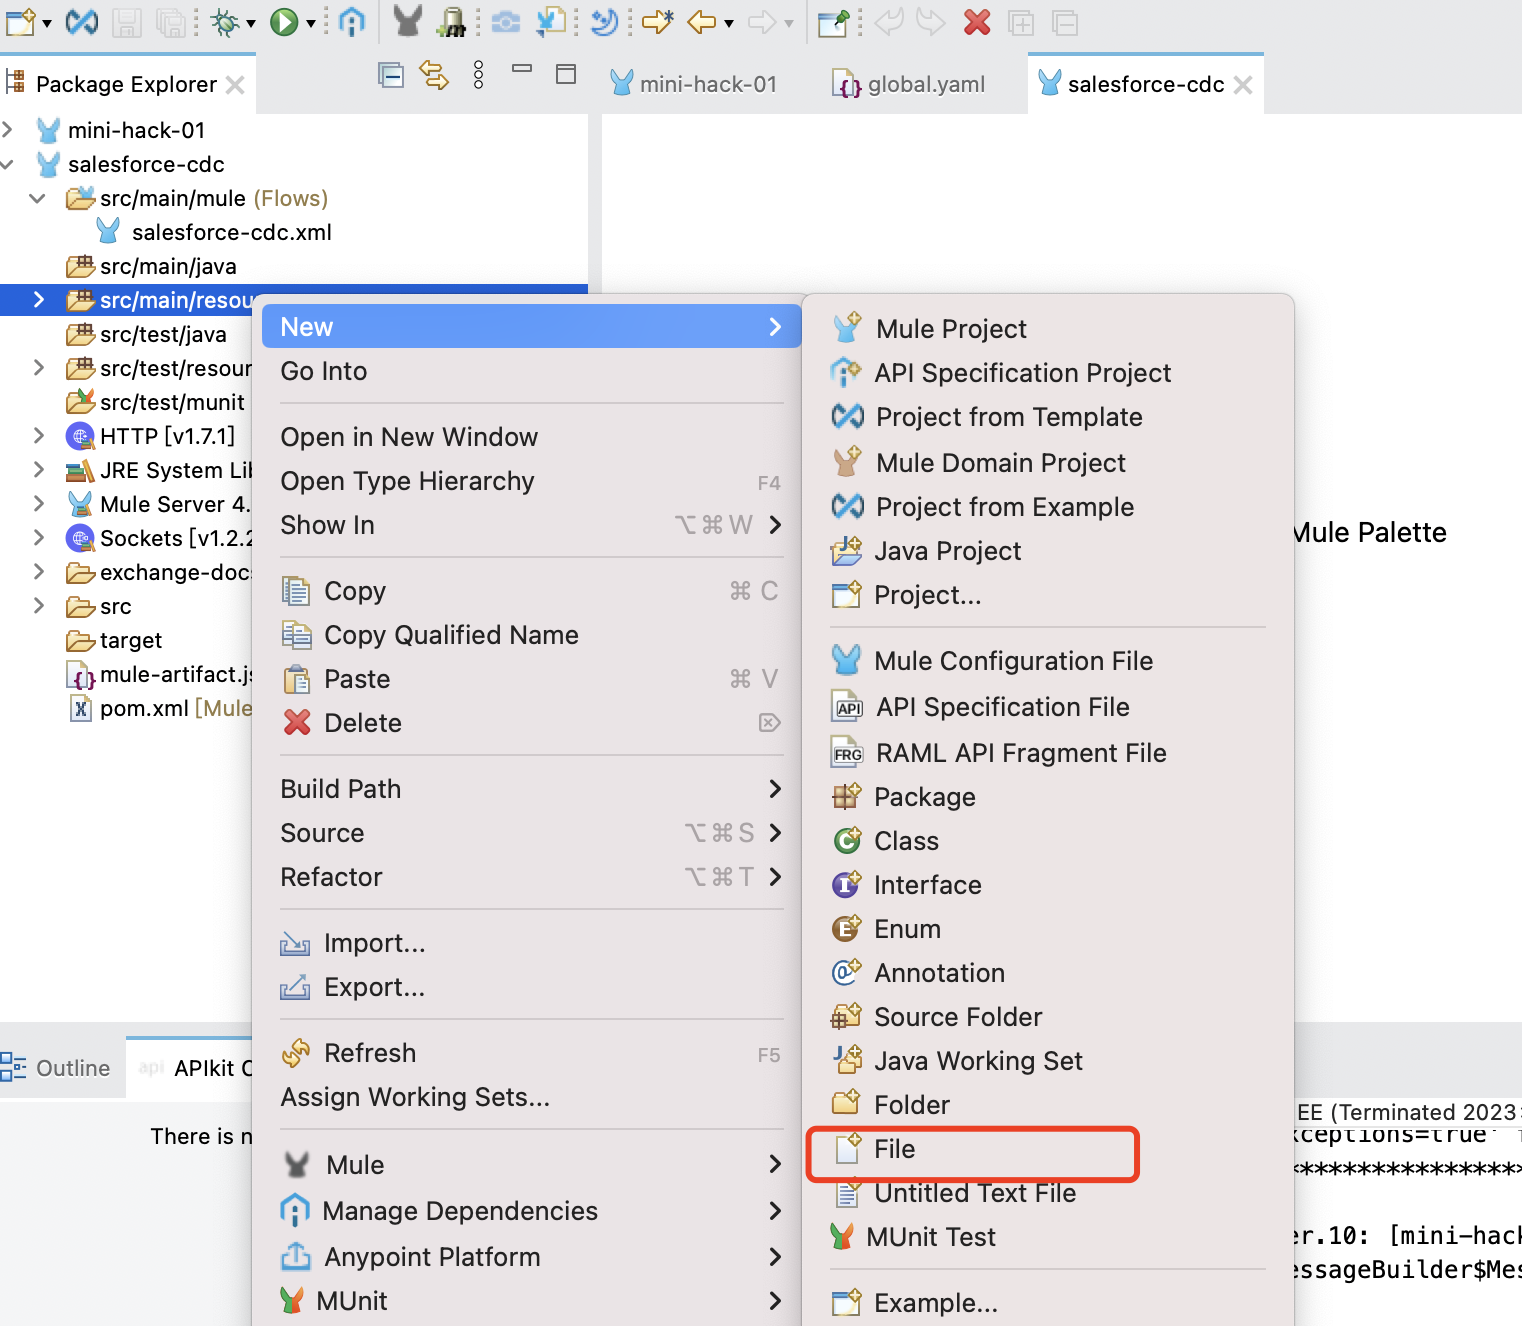 Package Explorer
mini-hack-01
global.yaml
salesforce-cdc
mini-hack-01
salesforce-cdc
src/main/mule (Flows)
salesforce-cdc.xml
src/main/java
src/main/resou
src/test/java
src/test/resour
src/test/munit
HTTP [v1.7.1]
JRE System Lib
Mule Server 4.
Sockets [v1.2.2
exchange-docs
src
target
mule-artifact.js
pom.xml [Mule
New
Go Into
Open in New Window
Open Type Hierarchy F4
Show In ⌥⌘W
Copy ⌘C
Copy Qualified Name
Paste ⌘V
Delete ⌦
Build Path
Source ⌥⌘S
Refactor ⌥⌘T
Import...
Export...
Refresh F5
Assign Working Sets...
Mule
Manage Dependencies
Anypoint Platform
MUnit
Mule Project
API Specification Project
Project from Template
Mule Domain Project
Project from Example
Java Project
Project...
Mule Configuration File
API Specification File
RAML API Fragment File
Package
Class
Interface
Enum
Annotation
Source Folder
Java Working Set
Folder
File
Untitled Text File
MUnit Test
Example...
Mule Palette
Outline
api APIkit C
There is n
EE (Terminated 2023
xceptions=true'
******************
er.10: [mini-hack
essageBuilder$Mes